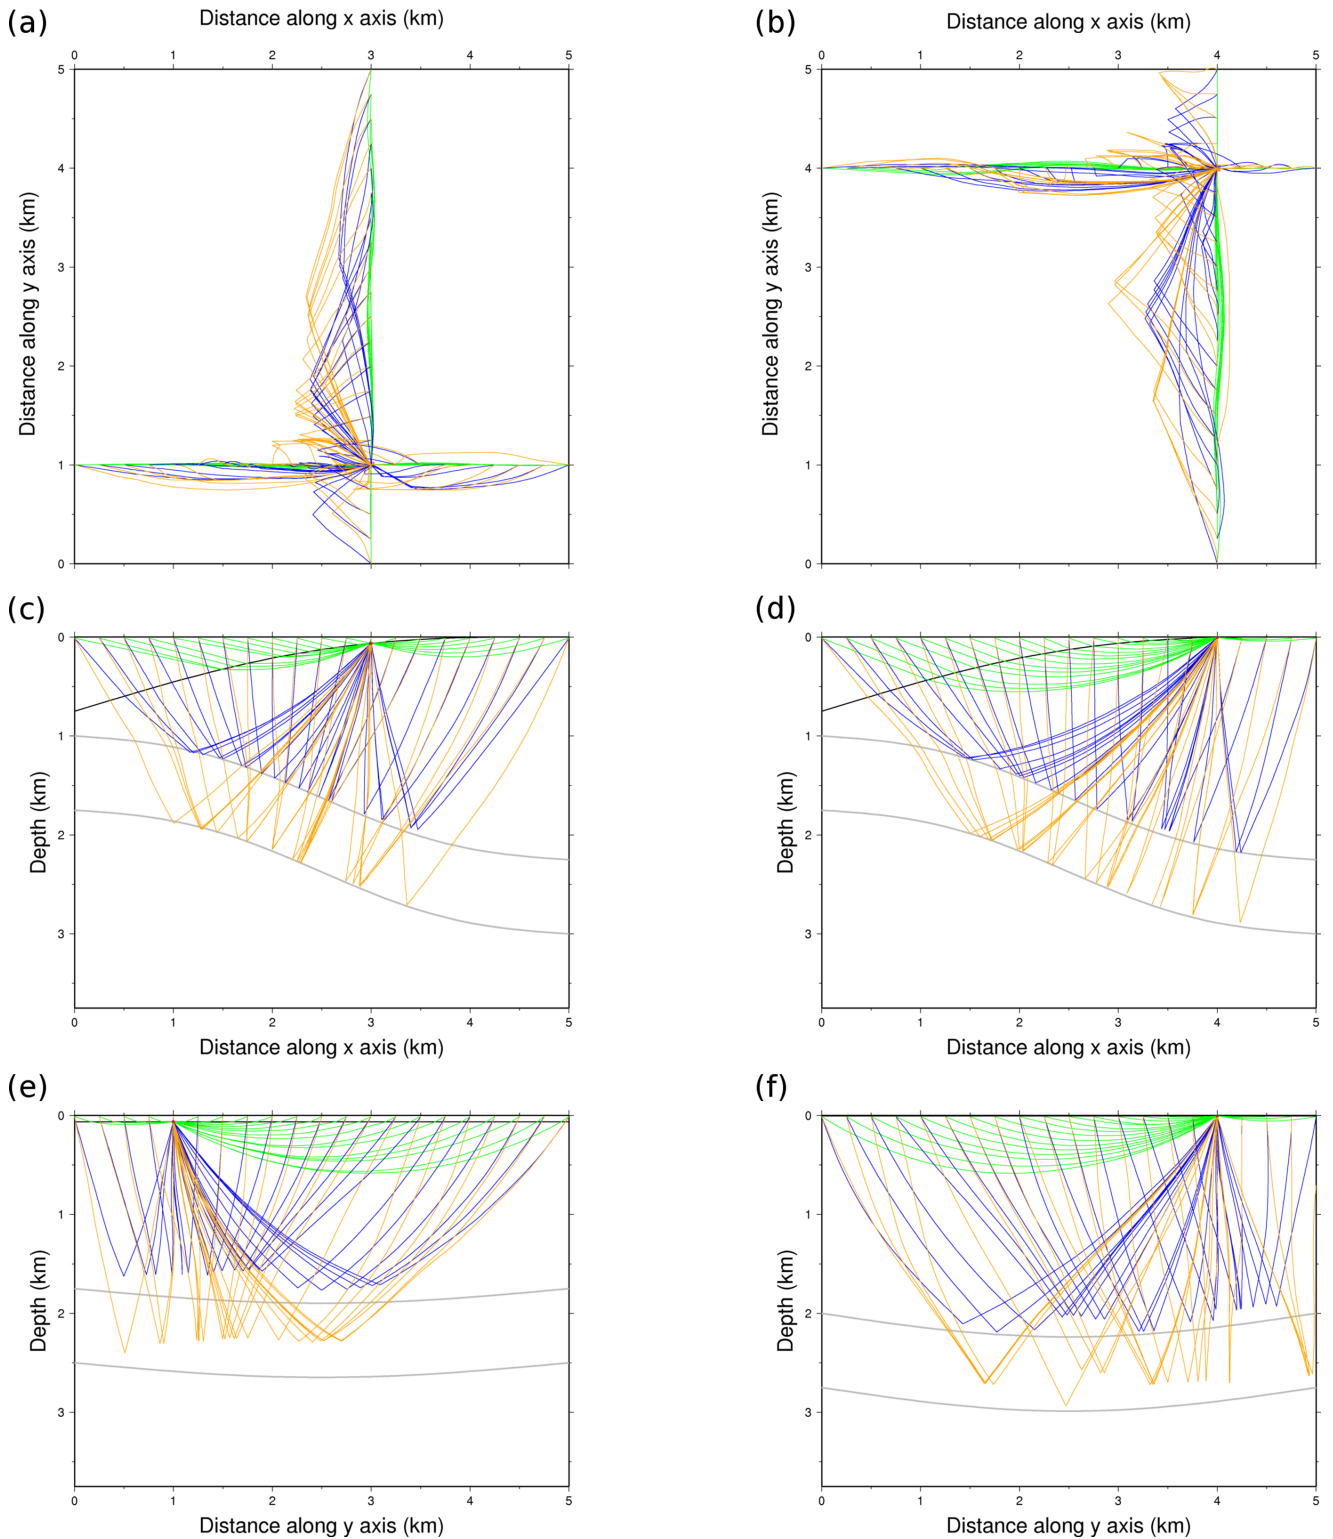 (a)
Distance along x axis (km)
0 1 2 3 4 5
5
4
3
2
1
0
Distance along y axis (km)
(b)
Distance along x axis (km)
0 1 2 3 4 5
5
4
3
2
1
0
Distance along y axis (km)
(c)
0
1
2
3
Depth (km)
0 1 2 3 4 5
Distance along x axis (km)
(d)
0
1
2
3
Depth (km)
0 1 2 3 4 5
Distance along x axis (km)
(e)
0
1
2
3
Depth (km)
0 1 2 3 4 5
Distance along y axis (km)
(f)
0
1
2
3
Depth (km)
0 1 2 3 4 5
Distance along y axis (km)